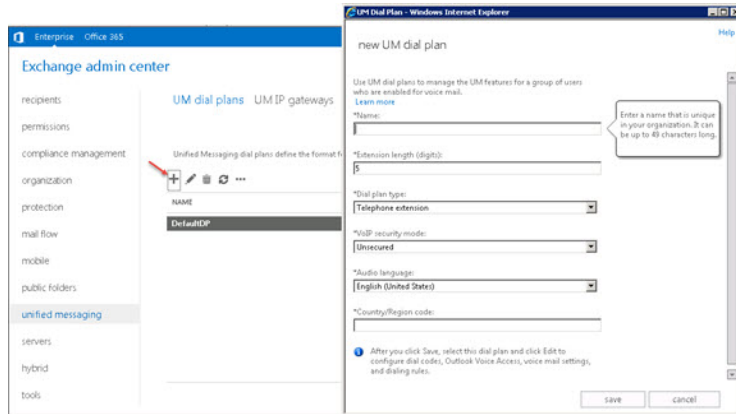 Enterprise Office 365
Exchange admin center
recipients
permissions
compliance management
organization
protection
mail flow
mobile
public folders
unified messaging
servers
hybrid
tools
UM dial plans UM IP gateways
Unified Messaging dial plans define the format f
NAME
DefaultDP
UM Dial Plan - Windows Internet Explorer
Help
new UM dial plan
Use UM dial plans to manage the UM features for a group of users
who are enabled for voice mail.
Learn more
*Name:
Enter a name that is unique
in your organization. It can
be up to 49 characters long.
*Extension length (digits):
5
*Dial plan type:
Telephone extension
*VoIP security mode:
Unsecured
*Audio language:
English (United States)
*Country/Region code:
After you click Save, select this dial plan and click Edit to
configure dial codes, Outlook Voice Access, voice mail settings,
and dialing rules.
save cancel